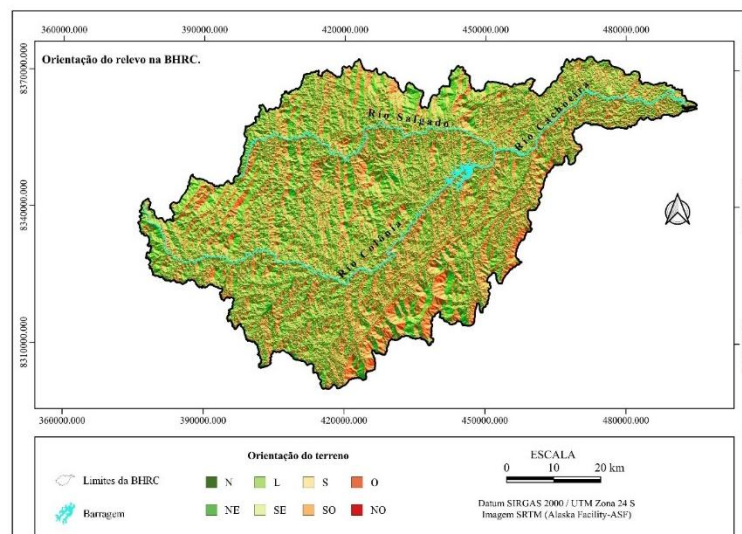 360000.000 390000.000 420000.000 450000.000 480000.000
Orientação do relevo na BHRC.
8370000.000
8340000.000
8310000.000
Rio Salgado
Rio Cachoeira
Rio Colônia
360000.000 390000.000 420000.000 450000.000 480000.000
Orientação do terreno
Limites da BHRC
Barragem
N L S O
NE SE SO NO
ESCALA
0 10 20 km
Datum SIRGAS 2000 / UTM Zona 24 S
Imagem SRTM (Alaska Facility-ASF)